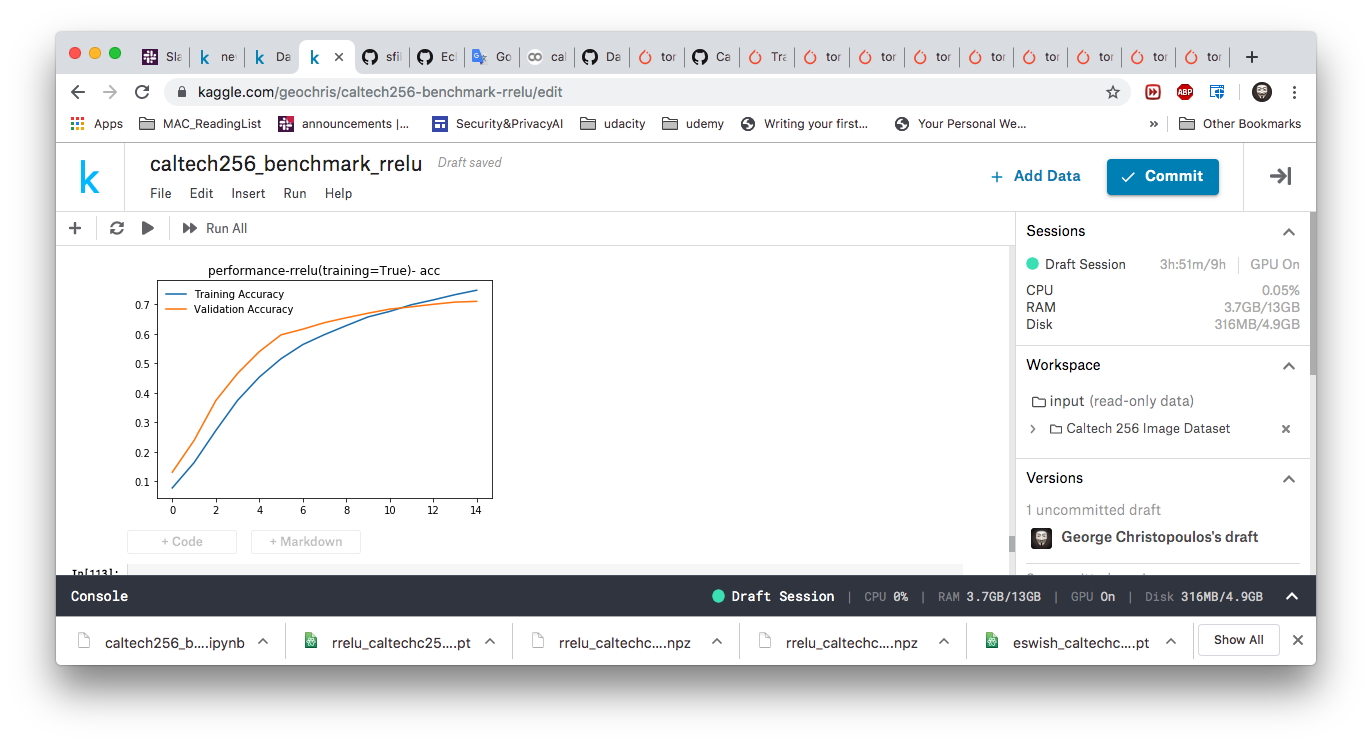 Sla ne Da k sfil Ecl Go cal Da tor Ca Tra tor tor tor tor tor tor tor tor
kaggle.com/geochris/caltech256-benchmark-rrelu/edit ABP
Apps MAC_ReadingList announcements |... Security&PrivacyAI udacity udemy Writing your first... Your Personal We... » Other Bookmarks
k
caltech256_benchmark_rrelu Draft saved
File Edit Insert Run Help
+ Add Data
Commit
Run All
performance-rrelu(training=True)- acc
Training Accuracy
Validation Accuracy
0.7
0.6
0.5
0.4
0.3
0.2
0.1
0 2 4 6 8 10 12 14
+ Code + Markdown
In[113]:
Sessions
Draft Session 3h:51m/9h GPU On
CPU 0.05%
RAM 3.7GB/13GB
Disk 316MB/4.9GB
Workspace
input (read-only data)
Caltech 256 Image Dataset
Versions
1 uncommitted draft
George Christopoulos's draft
Console Draft Session | CPU 0% | RAM 3.7GB/13GB | GPU On | Disk 316MB/4.9GB
caltech256_b....ipynb rrelu_caltechc25....pt rrelu_caltechc....npz rrelu_caltechc....npz eswish_caltechc....pt Show All